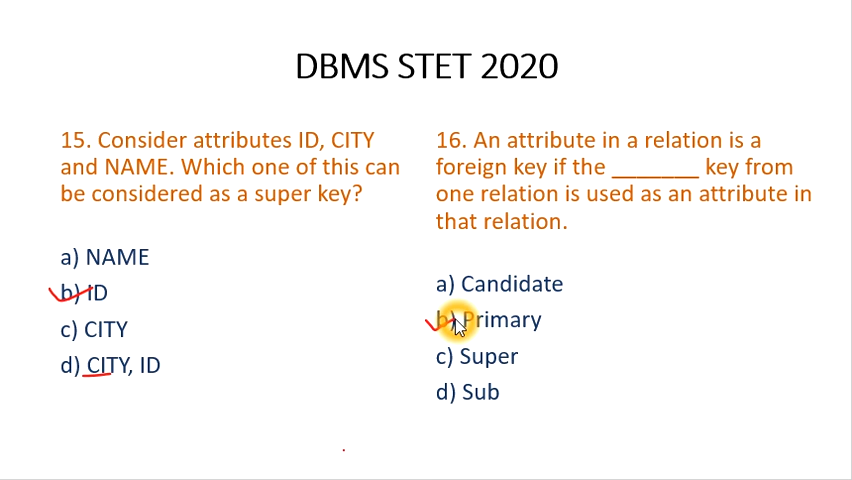 DBMS STET 2020
15. Consider attributes ID, CITY
and NAME. Which one of this can
be considered as a super key?
a) NAME
b) ID
c) CITY
d) CITY, ID
16. An attribute in a relation is a
foreign key if the _______ key from
one relation is used as an attribute in
that relation.
a) Candidate
b) Primary
c) Super
d) Sub